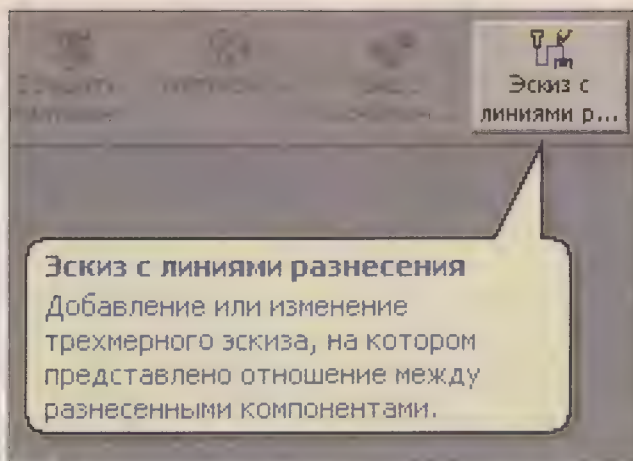 Эскиз с
линиями р...
Эскиз с линиями разнесения
Добавление или изменение
трехмерного эскиза, на котором
представлено отношение между
разнесенными компонентами.